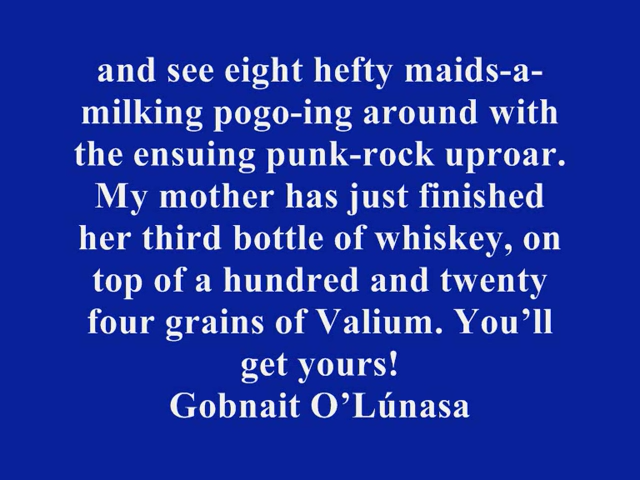 and see eight hefty maids-a-
milking pogo-ing around with
the ensuing punk-rock uproar.
My mother has just finished
her third bottle of whiskey, on
top of a hundred and twenty
four grains of Valium. You’ll
get yours!
Gobnait O’Lúnasa